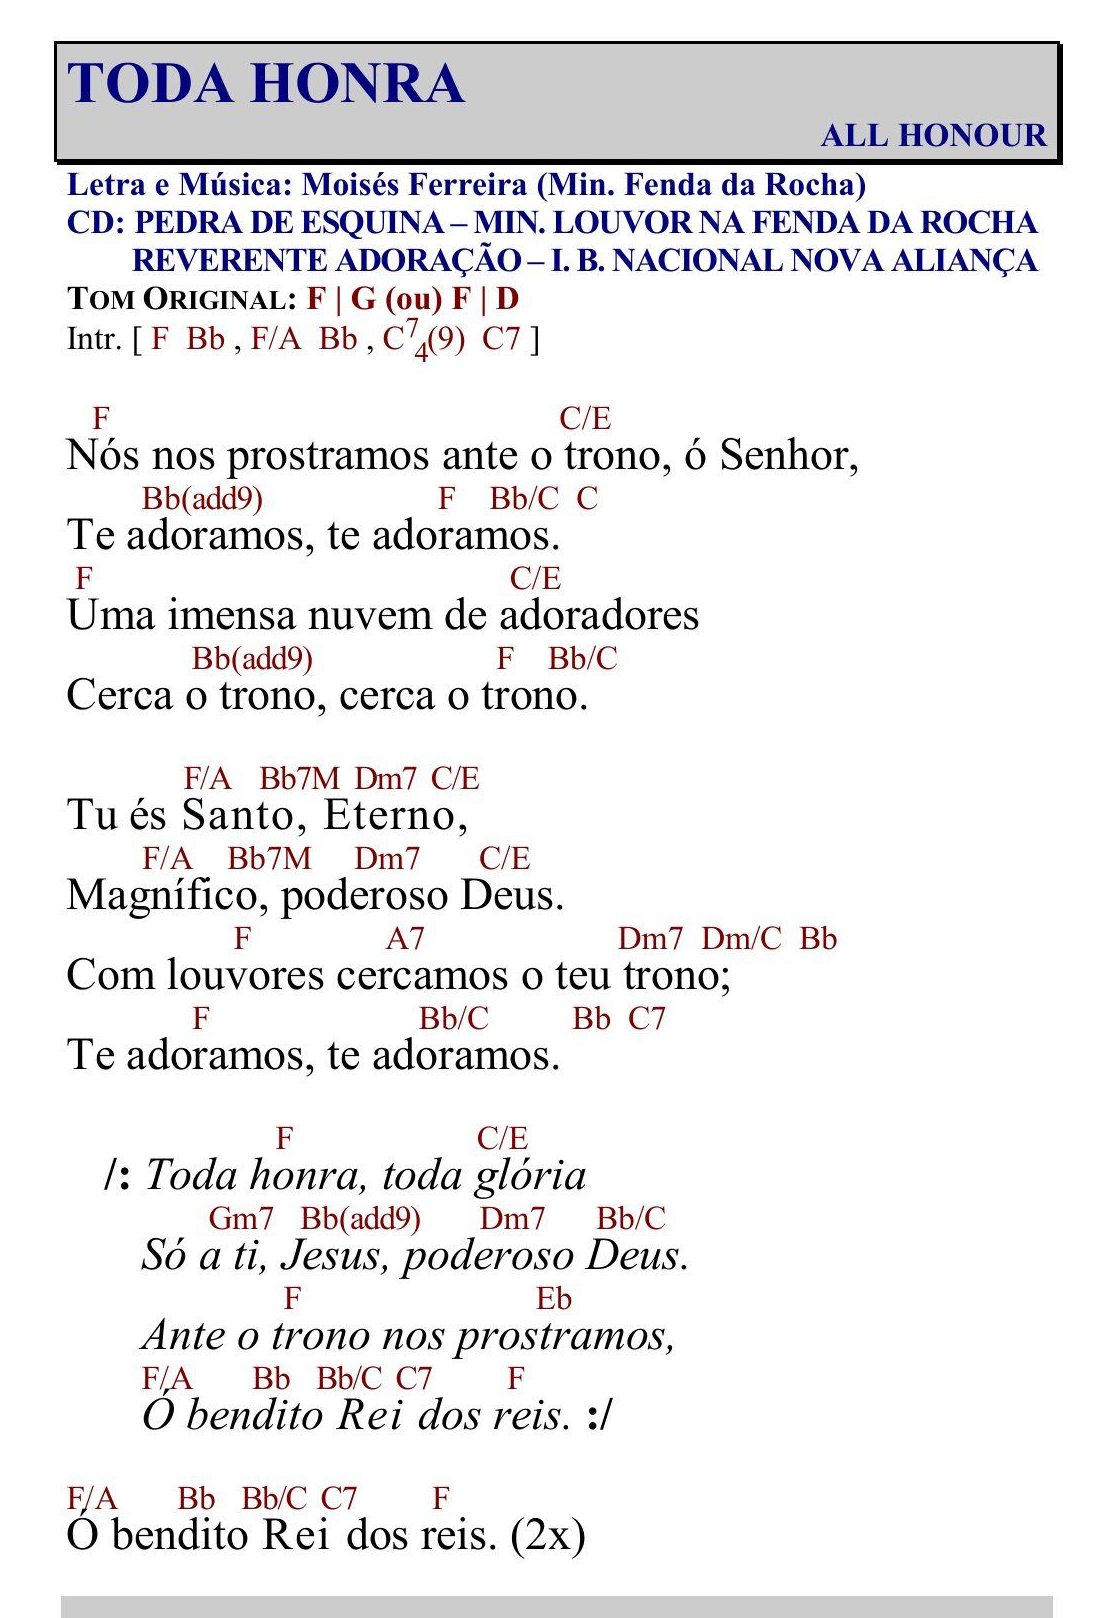 TODA HONRA
ALL HONOUR
Letra e Música: Moisés Ferreira (Min. Fenda da Rocha)
CD: PEDRA DE ESQUINA – MIN. LOUVOR NA FENDA DA ROCHA
REVERENTE ADORAÇÃO – I. B. NACIONAL NOVA ALIANÇA
TOM ORIGINAL: F | G (ou) F | D
Intr. [ F Bb , F/A Bb , C7 4(9) C7 ]
F C/E
Nós nos prostramos ante o trono, ó Senhor,
Bb(add9) F Bb/C C
Te adoramos, te adoramos.
F C/E
Uma imensa nuvem de adoradores
Bb(add9) F Bb/C
Cerca o trono, cerca o trono.
F/A Bb7M Dm7 C/E
Tu és Santo, Eterno,
F/A Bb7M Dm7 C/E
Magnífico, poderoso Deus.
F A7 Dm7 Dm/C Bb
Com louvores cercamos o teu trono;
F Bb/C Bb C7
Te adoramos, te adoramos.
F C/E
/: Toda honra, toda glória
Gm7 Bb(add9) Dm7 Bb/C
Só a ti, Jesus, poderoso Deus.
F Eb
Ante o trono nos prostramos,
F/A Bb Bb/C C7 F
Ó bendito Rei dos reis. :/
F/A Bb Bb/C C7 F
Ó bendito Rei dos reis. (2x)